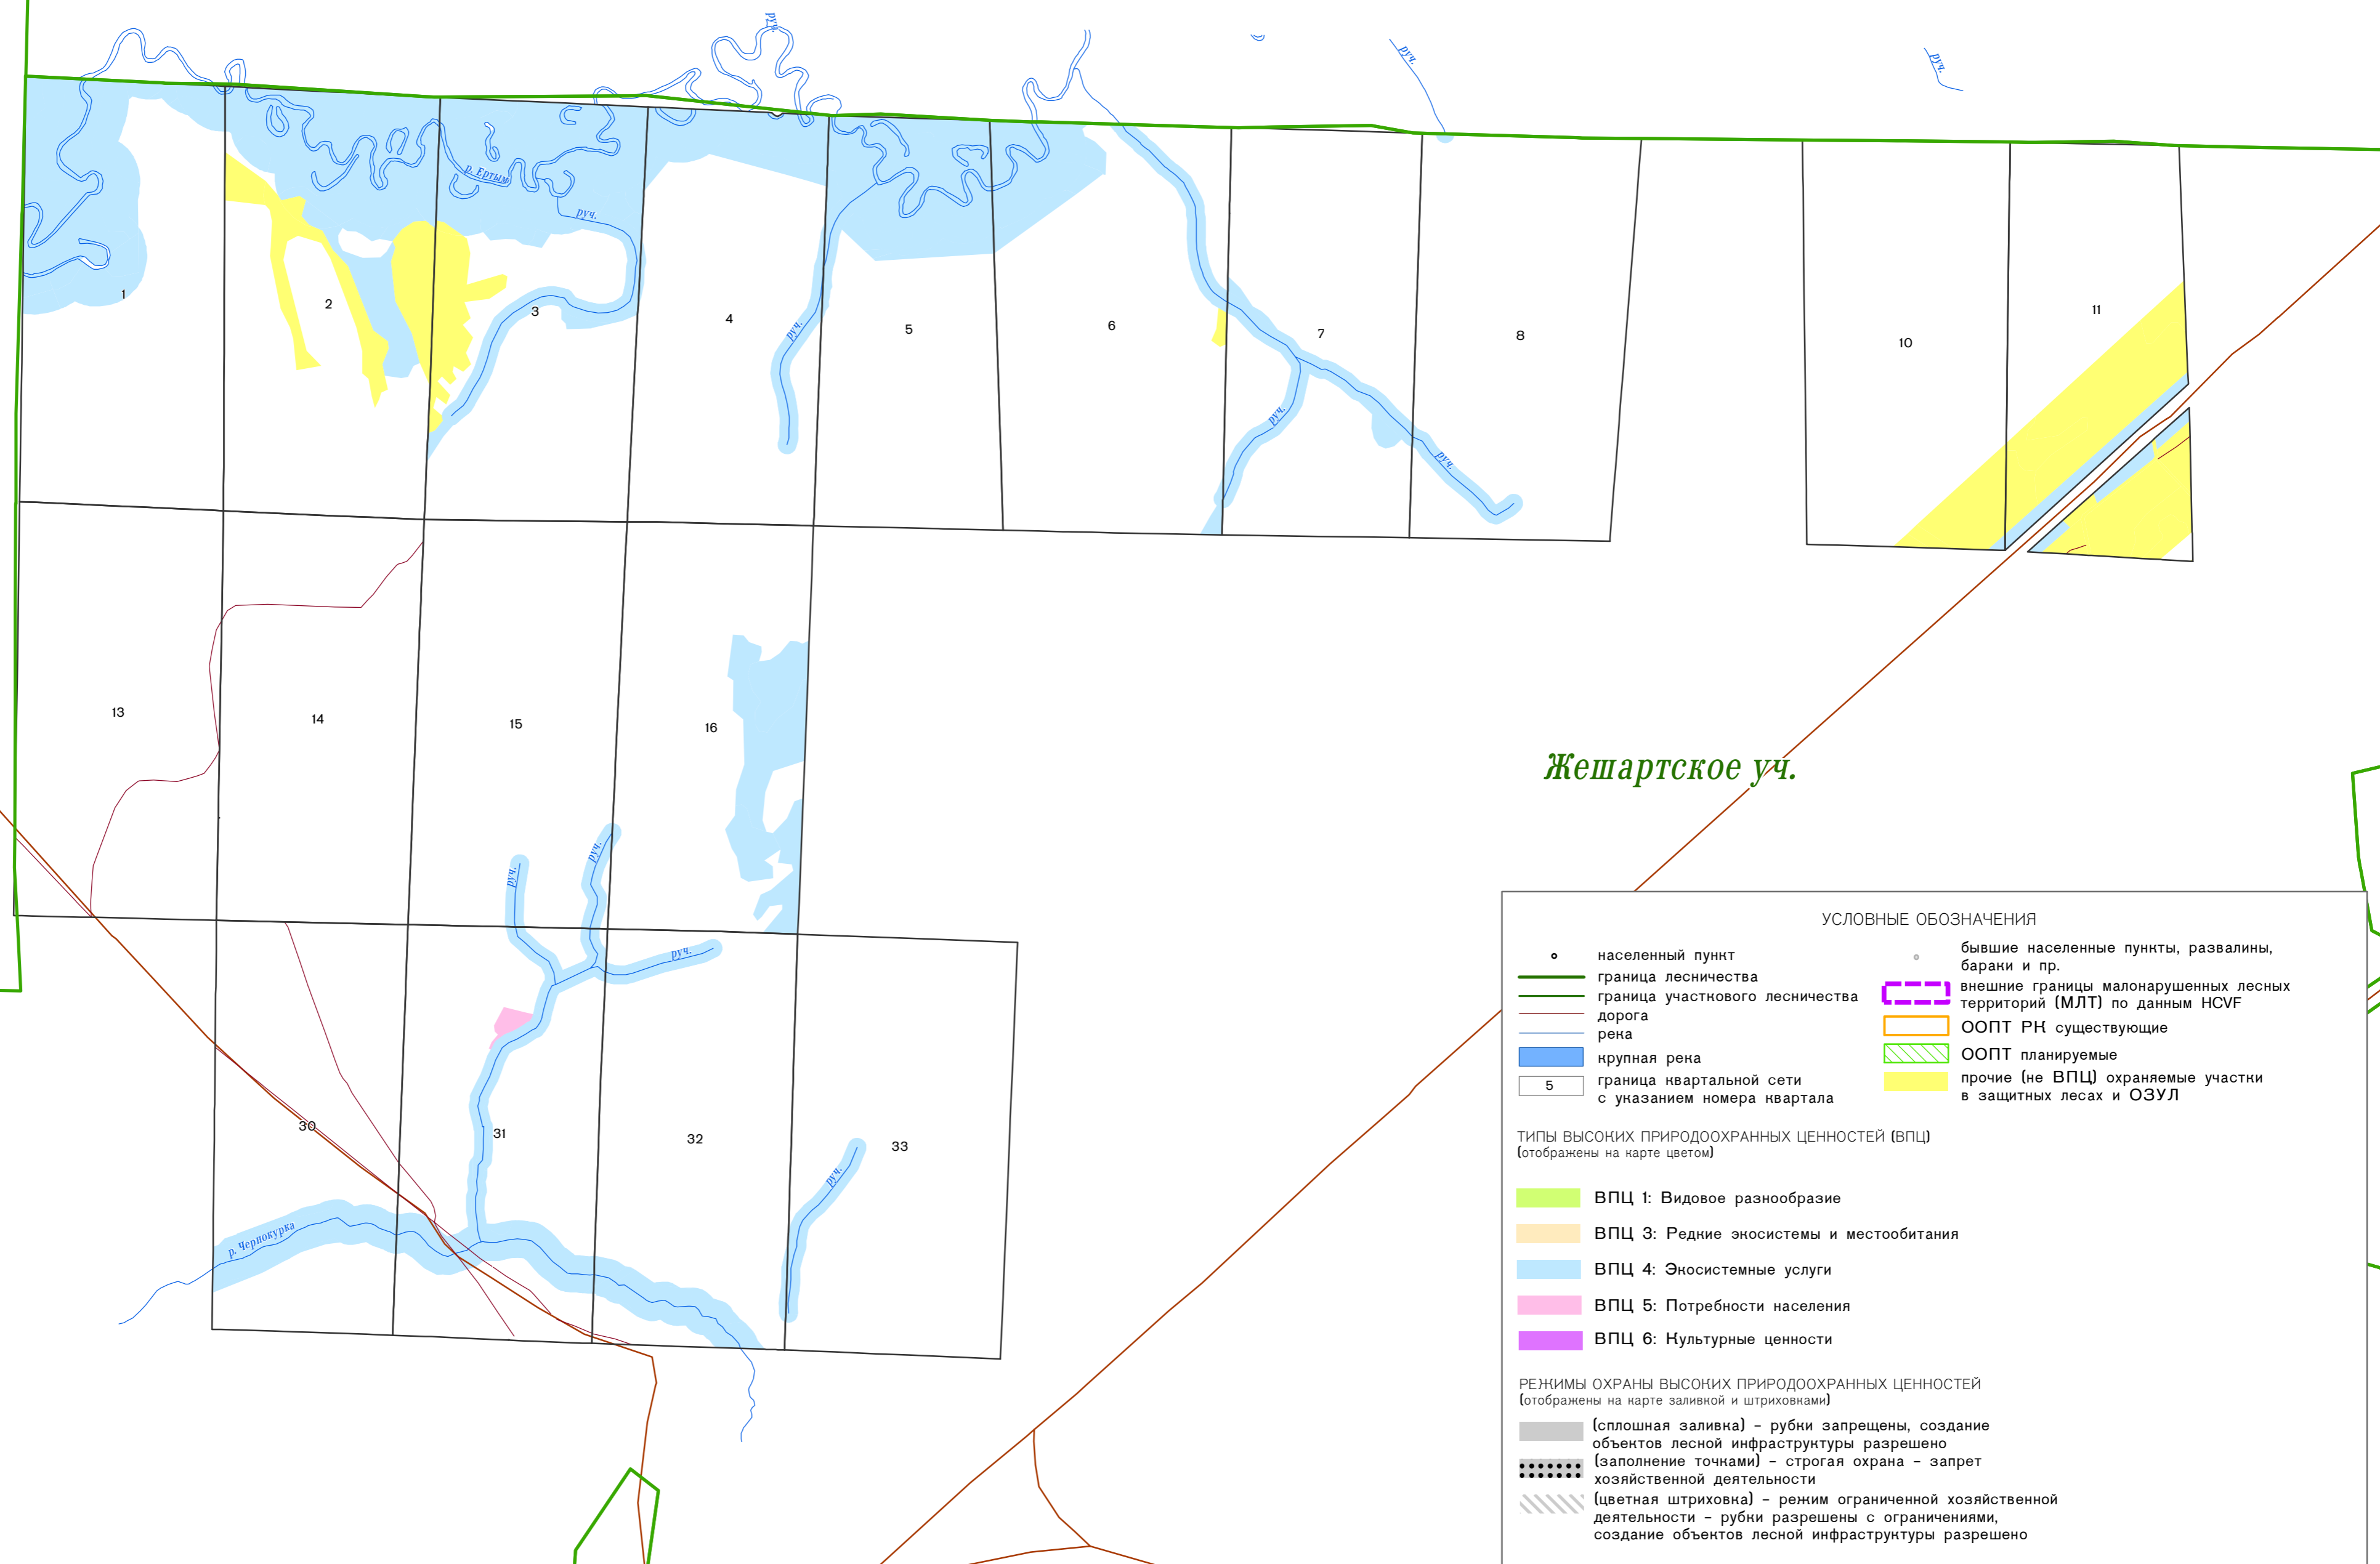 руч.
руч.
руч.
р. Ертым
руч.
1
2
3
руч.
4
5
6
7
8
10
11
руч.
руч.
13
14
15
16
Жешартское уч.
руч.
руч.
руч.
30
31
32
33
руч.
р. Чернокурка
УСЛОВНЫЕ ОБОЗНАЧЕНИЯ
населенный пункт
граница лесничества
граница участкового лесничества
дорога
река
крупная река
5
граница квартальной сети
с указанием номера квартала
бывшие населенные пункты, развалины,
бараки и пр.
внешние границы малонарушенных лесных
территорий (МЛТ) по данным HCVF
ООПТ РК существующие
ООПТ планируемые
прочие (не ВПЦ) охраняемые участки
в защитных лесах и ОЗУЛ
ТИПЫ ВЫСОКИХ ПРИРОДООХРАННЫХ ЦЕННОСТЕЙ (ВПЦ)
(отображены на карте цветом)
ВПЦ 1: Видовое разнообразие
ВПЦ 3: Редкие экосистемы и местообитания
ВПЦ 4: Экосистемные услуги
ВПЦ 5: Потребности населения
ВПЦ 6: Культурные ценности
РЕЖИМЫ ОХРАНЫ ВЫСОКИХ ПРИРОДООХРАННЫХ ЦЕННОСТЕЙ
(отображены на карте заливкой и штриховками)
(сплошная заливка) – рубки запрещены, создание
объектов лесной инфраструктуры разрешено
(заполнение точками) – строгая охрана – запрет
хозяйственной деятельности
(цветная штриховка) – режим ограниченной хозяйственной
деятельности – рубки разрешены с ограничениями,
создание объектов лесной инфраструктуры разрешено